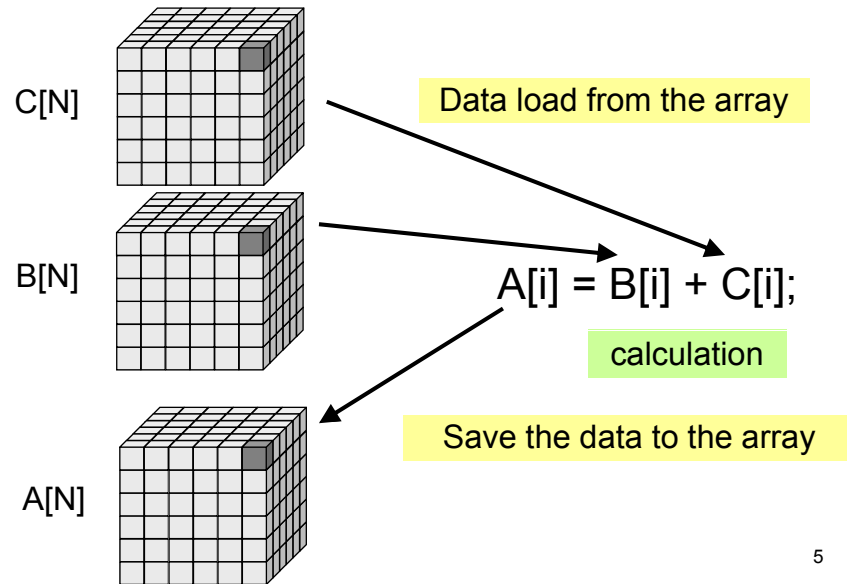 C[N]
Data load from the array
B[N]
A[i] = B[i] + C[i];
calculation
Save the data to the array
A[N]
5